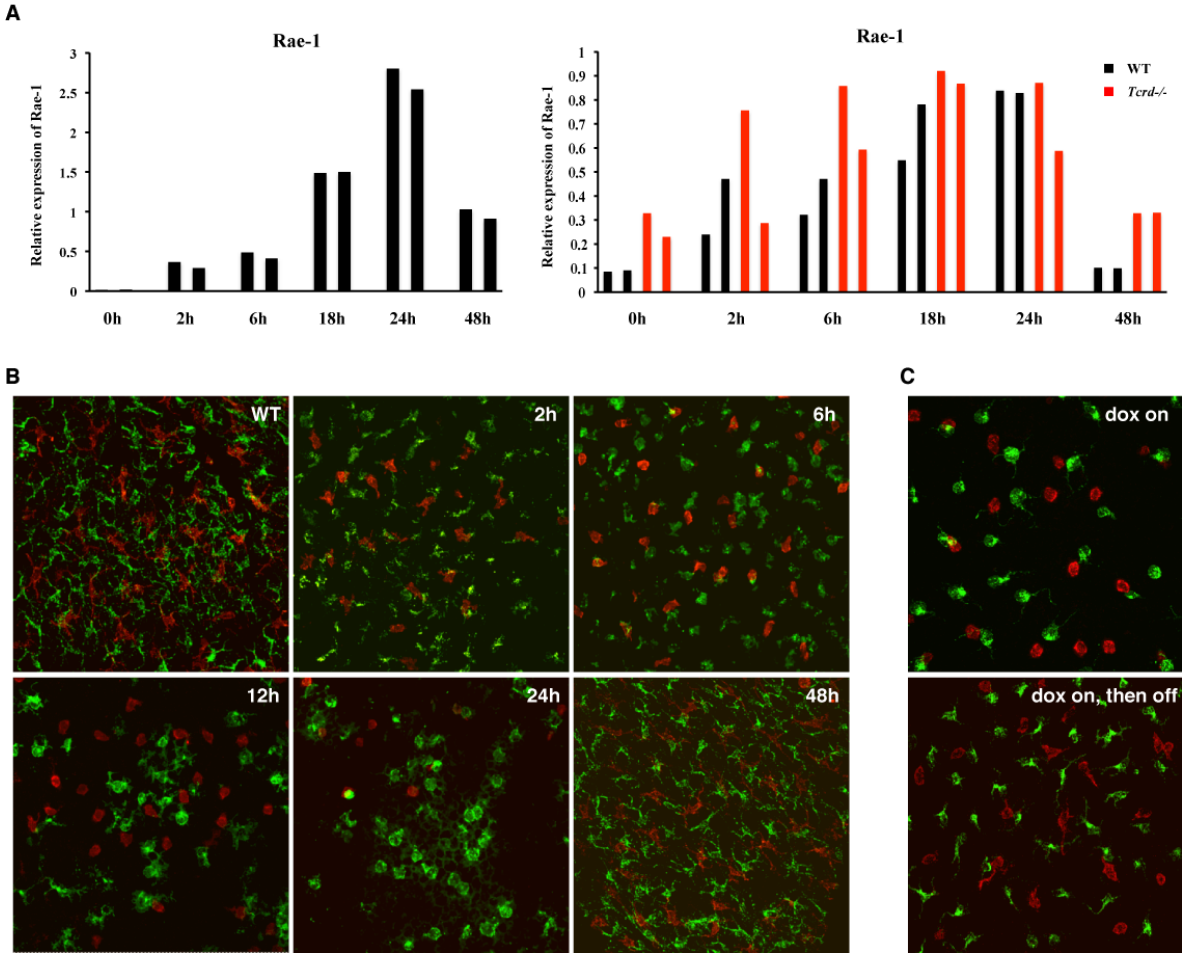 A
Rae-1
Relative expression of Rae-1
3
2.5
2
1.5
1
0.5
0
0h 2h 6h 18h 24h 48h
Rae-1
Relative expression of Rae-1
1
0.9
0.8
0.7
0.6
0.5
0.4
0.3
0.2
0.1
0
0h 2h 6h 18h 24h 48h
WT
Tcrd-/-
B
WT
2h
6h
12h
24h
48h
C
dox on
dox on, then off